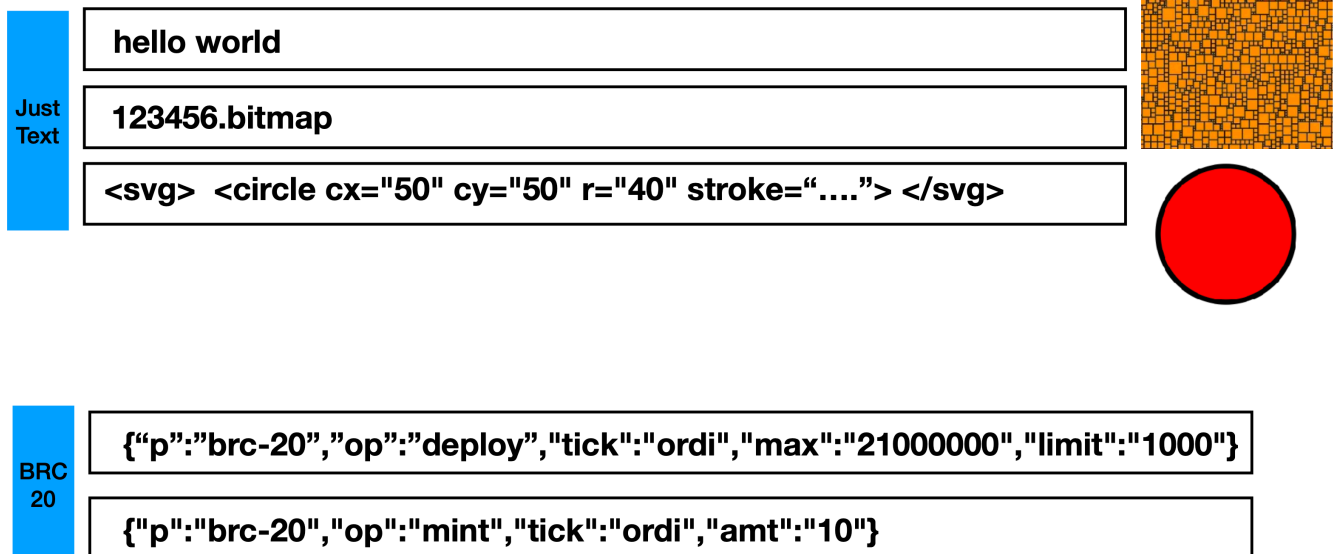 Just
Text
hello world
123456.bitmap
<svg>  <circle cx="50" cy="50" r="40" stroke=“....”> </svg>
BRC
20
{“p”:”brc-20”,”op”:”deploy”,"tick":"ordi","max":"21000000","limit":"1000"}
{"p":"brc-20","op":"mint","tick":"ordi","amt":"10"}